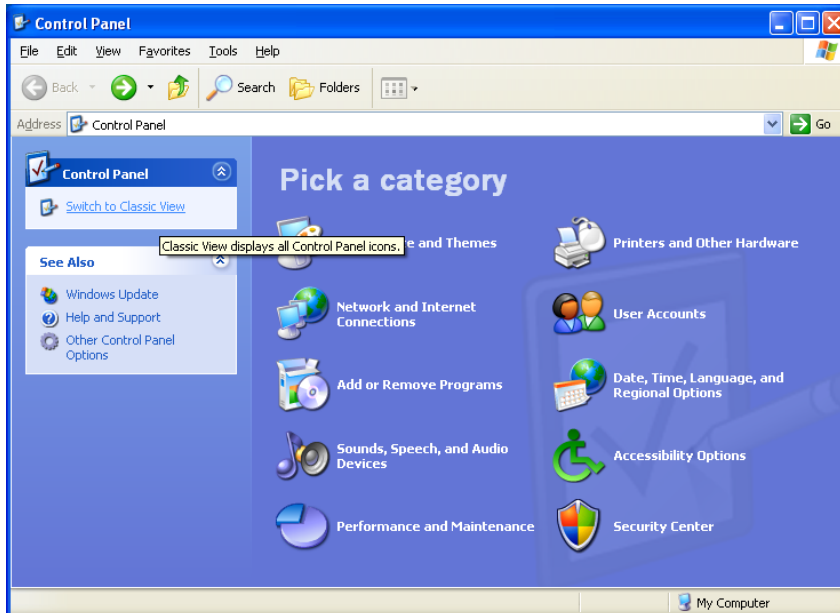 Control Panel
File Edit View Favorites Tools Help
Back Search Folders
Address Control Panel Go
Control Panel
Switch to Classic View
Classic View displays all Control Panel icons.
See Also
Windows Update
Help and Support
Other Control Panel
Options
Pick a category
and Themes
Printers and Other Hardware
Network and Internet
Connections
User Accounts
Add or Remove Programs
Date, Time, Language, and
Regional Options
Sounds, Speech, and Audio
Devices
Accessibility Options
Performance and Maintenance
Security Center
My Computer